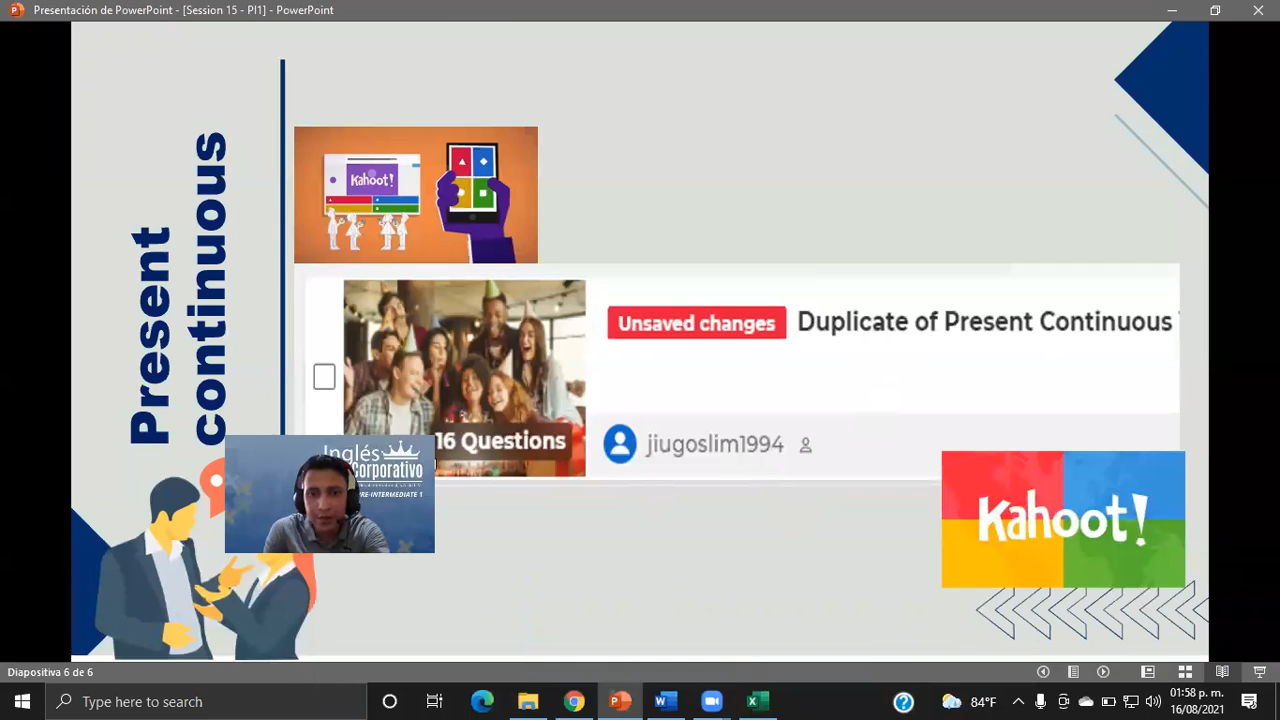 Presentación de PowerPoint - [Session 15 - PI1] - PowerPoint
Present
continuous
Kahoot!
Unsaved changes
Duplicate of Present Continuous
16 Questions
jiugoslim1994
Inglés
Corporativo
PRE-INTERMEDIATE 1
Kahoot!
Diapositiva 6 de 6
Type here to search
84°F
01:58 p. m.
16/08/2021